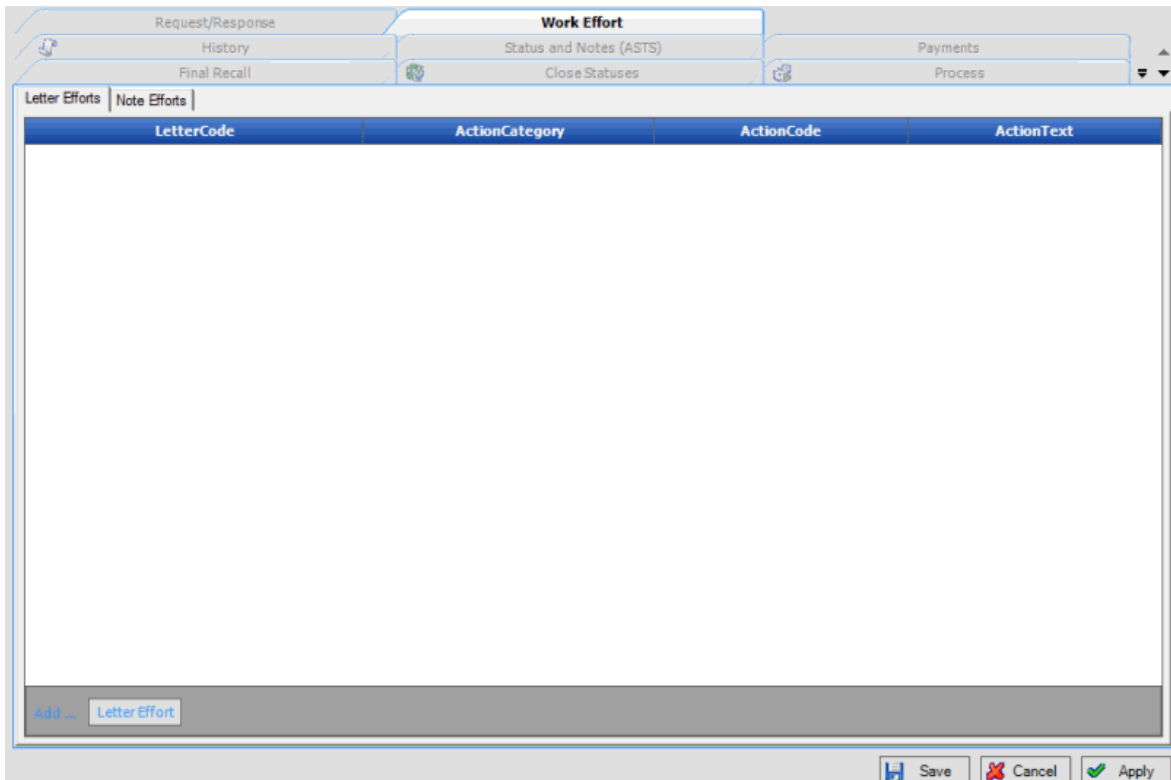 Request/Response Work Effort
History Status and Notes (ASTS) Payments
Final Recall Close Statuses Process
Letter Efforts Note Efforts
LetterCode ActionCategory ActionCode ActionText
Add ... Letter Effort
Save Cancel Apply